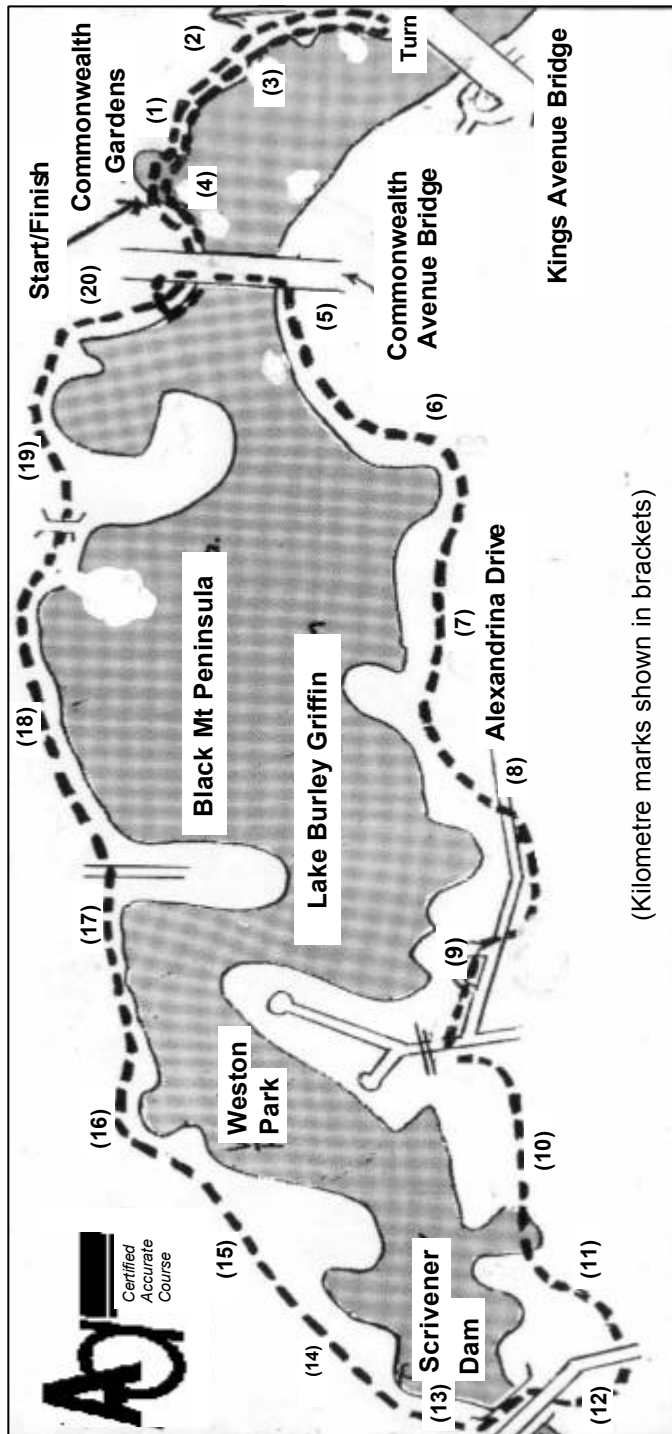 Certified
Accurate
Course
Start/Finish
Commonwealth
Gardens
(1)
(2)
(3)
(4)
Turn
Kings Avenue Bridge
Commonwealth
Avenue Bridge
(5)
(6)
(7)
Alexandrina Drive
(8)
(9)
(10)
(11)
(12)
(13)
(14)
(15)
(16)
(17)
(18)
(19)
(20)
Black Mt Peninsula
Lake Burley Griffin
Weston
Park
Scrivener
Dam
(Kilometre marks shown in brackets)